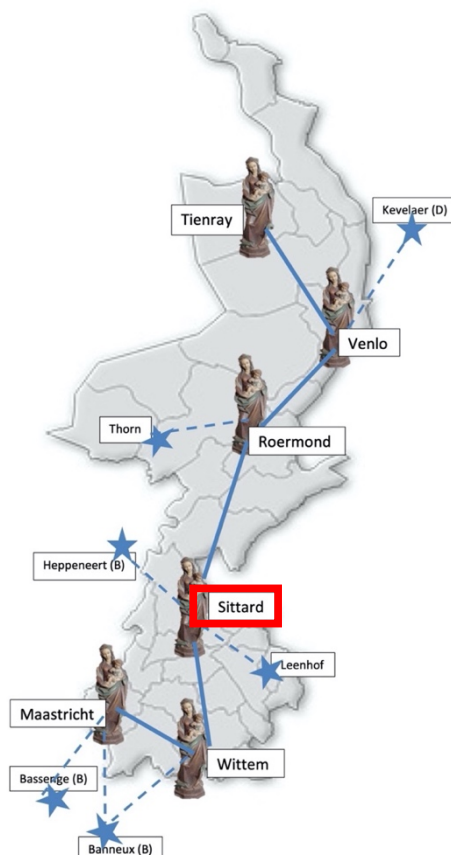 Tienray
Kevelaer (D)
Venlo
Thorn
Roermond
Heppeneert (B)
Sittard
Leenhof
Maastricht
Wittem
Bassenge (B)
Banneux (B)